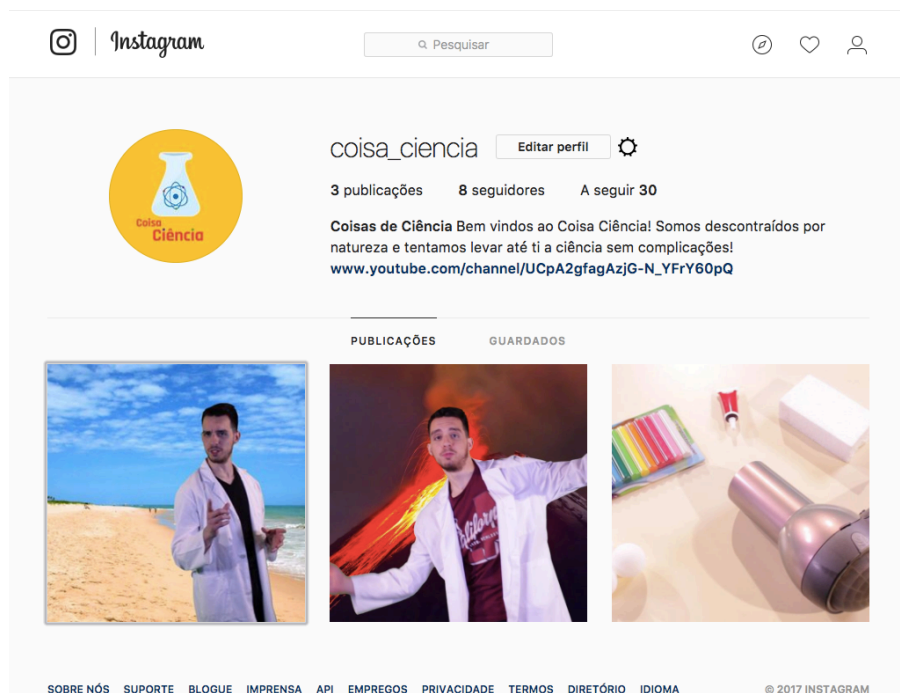 Instagram
Pesquisar
coisa_ciencia Editar perfil
3 publicações 8 seguidores A seguir 30
Coisas de Ciência Bem vindos ao Coisa Ciência! Somos descontraídos por
natureza e tentamos levar até ti a ciência sem complicações!
www.youtube.com/channel/UCpA2gfagAzjG-N_YFrY60pQ
Coisa
Ciência
PUBLICAÇÕES GUARDADOS
SOBRE NÓS SUPORTE BLOGUE IMPRENSA API EMPREGOS PRIVACIDADE TERMOS DIRETÓRIO IDIOMA © 2017 INSTAGRAM